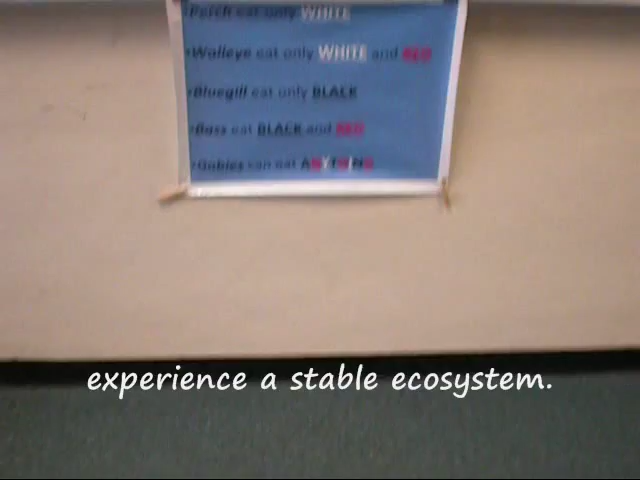 •Perch eat only WHITE
•Walleye eat only WHITE and RED
•Bluegill eat only BLACK
•Bass eat BLACK and RED
•Gobies can eat ANYTHING
experience a stable ecosystem.